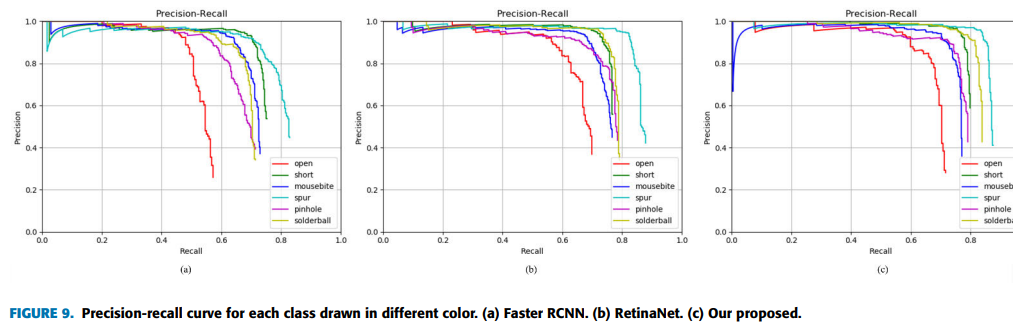 Precision-Recall
1.0
0.8
0.6
0.4
0.2
0.0
Precision
0.0 0.2 0.4 0.6 0.8 1.0
Recall
open
short
mousebite
spur
pinhole
solderball
(a)
Precision-Recall
1.0
0.8
0.6
0.4
0.2
0.0
Precision
0.0 0.2 0.4 0.6 0.8 1.0
Recall
open
short
mousebite
spur
pinhole
solderball
(b)
Precision-Recall
1.0
0.8
0.6
0.4
0.2
0.0
Precision
0.0 0.2 0.4 0.6 0.8
Recall
open
short
mouseb
spur
pinhole
solderba
(c)
FIGURE 9. Precision-recall curve for each class drawn in different color. (a) Faster RCNN. (b) RetinaNet. (c) Our proposed.